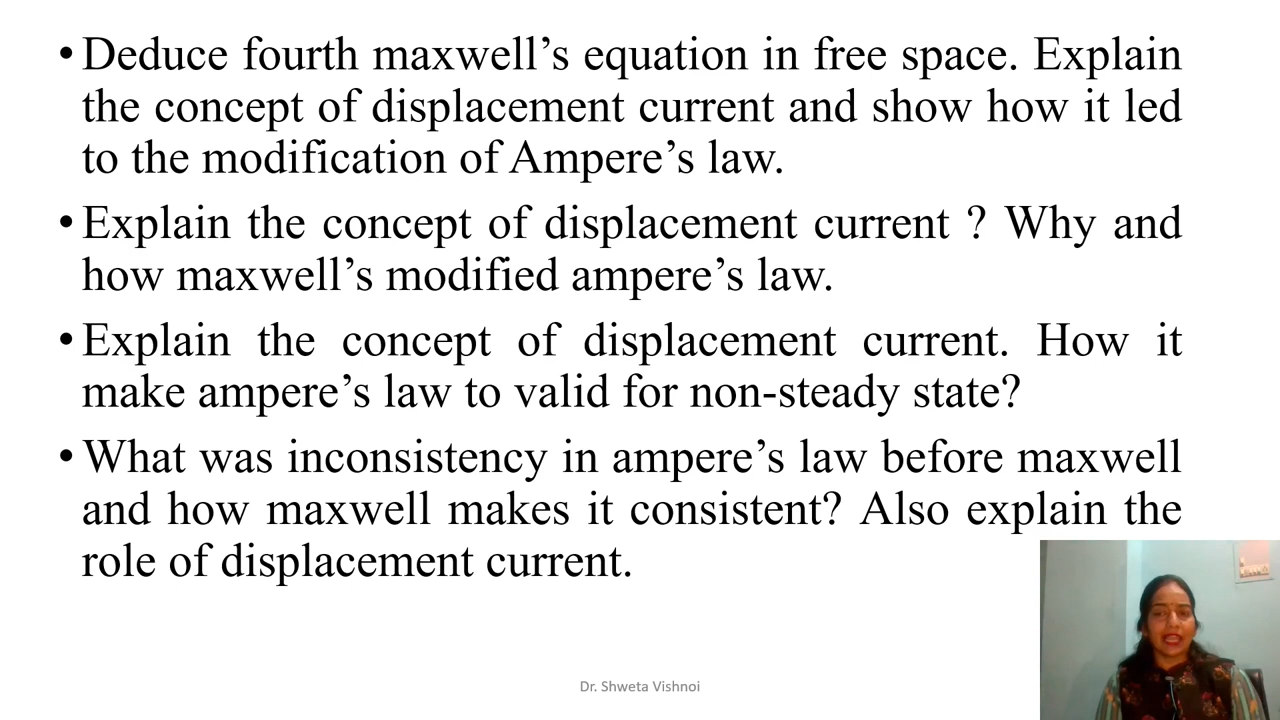 • Deduce fourth maxwell’s equation in free space. Explain
the concept of displacement current and show how it led
to the modification of Ampere’s law.
• Explain the concept of displacement current ? Why and
how maxwell’s modified ampere’s law.
• Explain the concept of displacement current. How it
make ampere’s law to valid for non-steady state?
• What was inconsistency in ampere’s law before maxwell
and how maxwell makes it consistent? Also explain the
role of displacement current.
Dr. Shweta Vishnoi